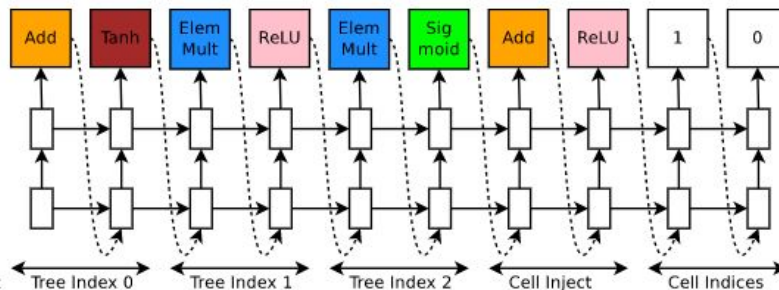 Add Tanh Elem Mult ReLU Elem Mult Sig moid Add ReLU 1 0
Tree Index 0 Tree Index 1 Tree Index 2 Cell Inject Cell Indices